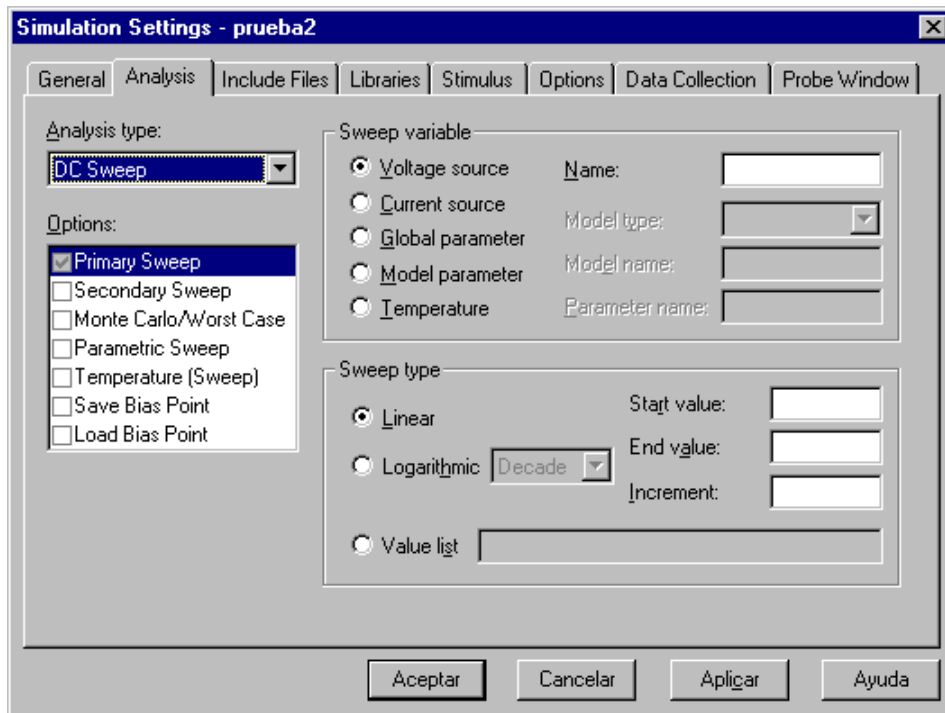 Simulation Settings - prueba2
General Analysis Include Files Libraries Stimulus Options Data Collection Probe Window
Analysis type:
DC Sweep
Options:
Primary Sweep
Secondary Sweep
Monte Carlo/Worst Case
Parametric Sweep
Temperature (Sweep)
Save Bias Point
Load Bias Point
Sweep variable
Voltage source
Current source
Global parameter
Model parameter
Temperature
Name:
Model type:
Model name:
Parameter name:
Sweep type
Linear
Logarithmic Decade
Value list
Start value:
End value:
Increment:
Aceptar Cancelar Aplicar Ayuda